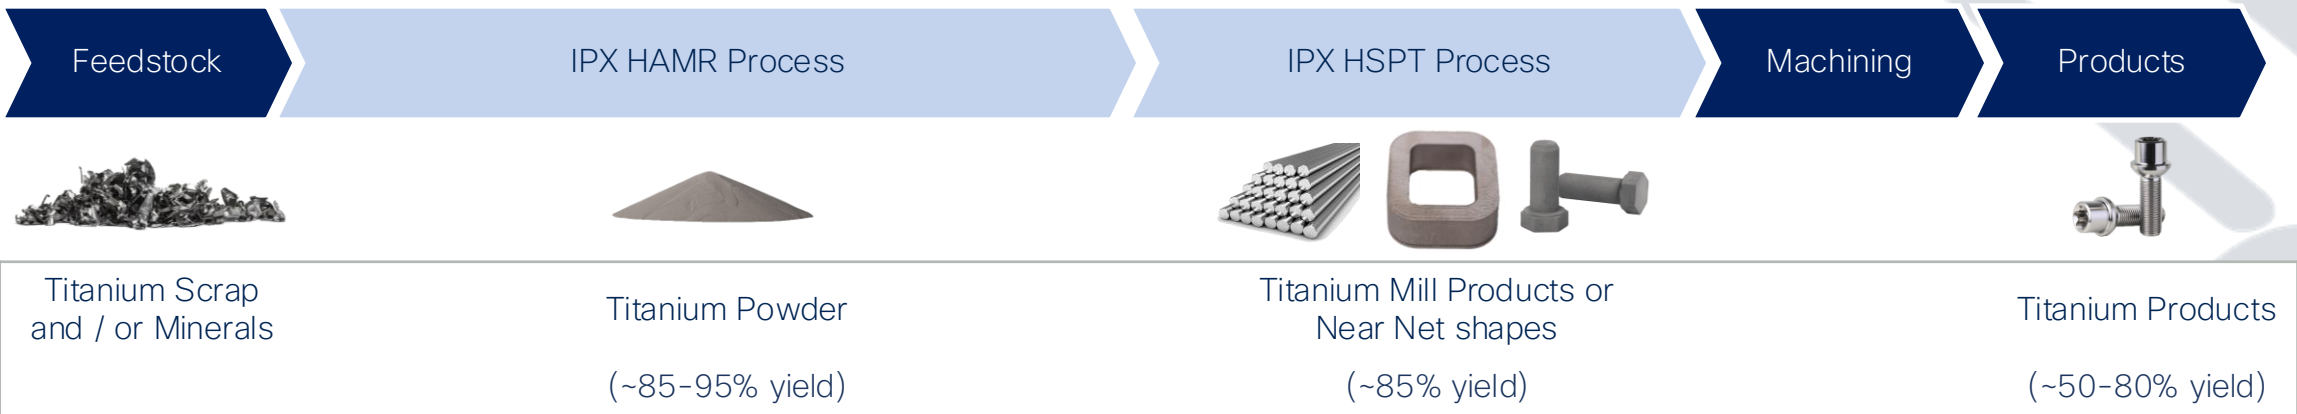 Feedstock
IPX HAMR Process
IPX HSPT Process
Machining
Products
Titanium Scrap
and / or Minerals
Titanium Powder
(~85-95% yield)
Titanium Mill Products or
Near Net shapes
(~85% yield)
Titanium Products
(~50-80% yield)